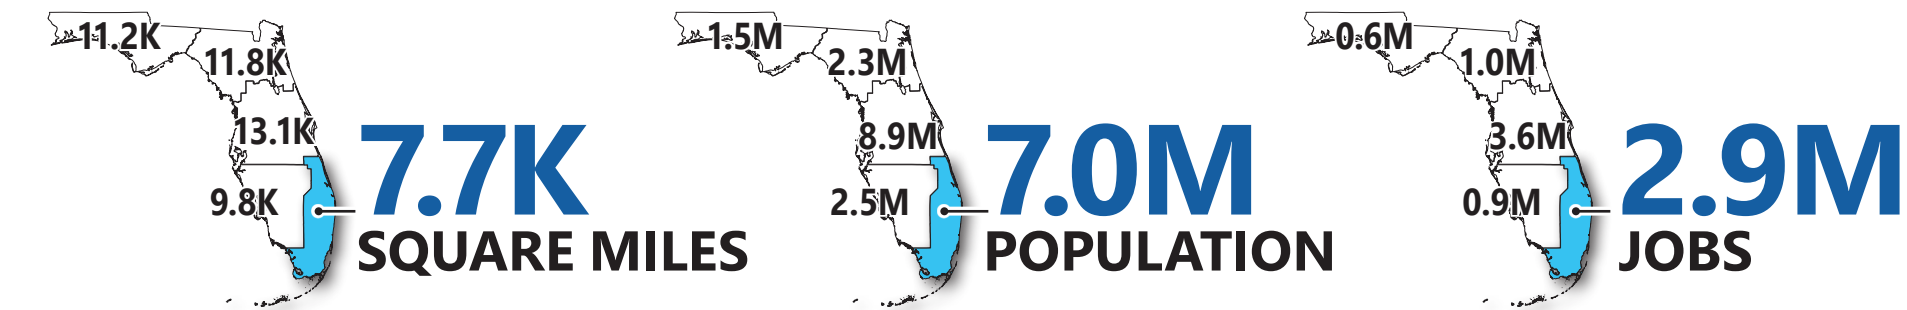 11.2K
11.8K
13.1K
9.8K
7.7K
SQUARE MILES
1.5M
2.3M
8.9M
2.5M
7.0M
POPULATION
0.6M
1.0M
3.6M
0.9M
2.9M
JOBS